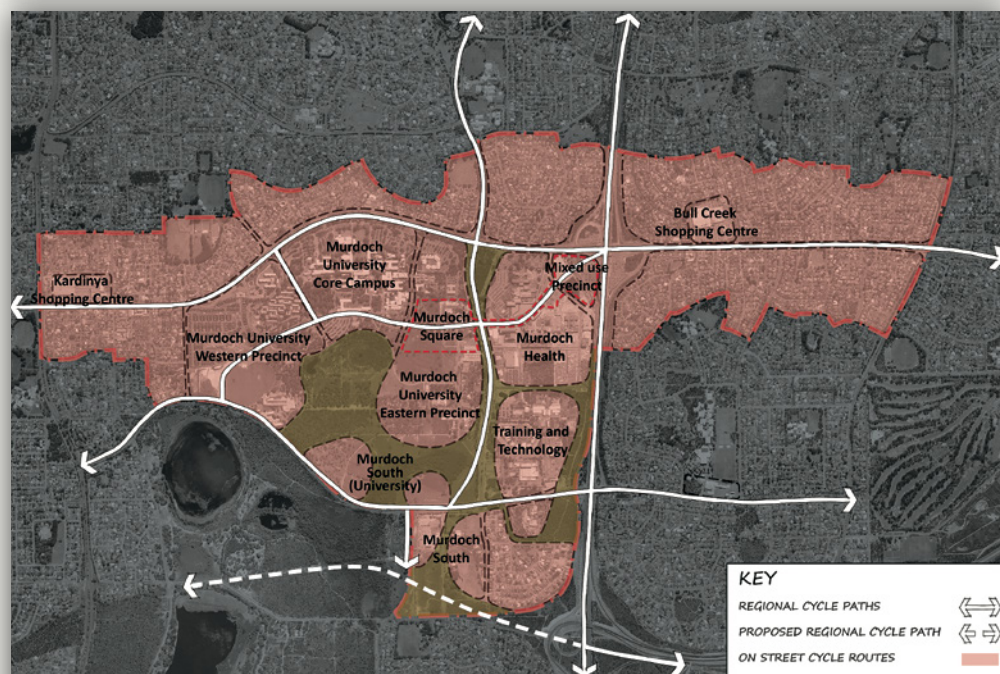 Bull Creek
Shopping Centre
Murdoch
University
Core Campus
Mixed use
Precinct
Kardinya
Shopping Centre
Murdoch
Square
Murdoch University
Western Precinct
Murdoch
Health
Murdoch
University
Eastern Precinct
Training and
Technology
Murdoch
South
(University)
Murdoch
South
KEY
REGIONAL CYCLE PATHS
PROPOSED REGIONAL CYCLE PATH
ON STREET CYCLE ROUTES